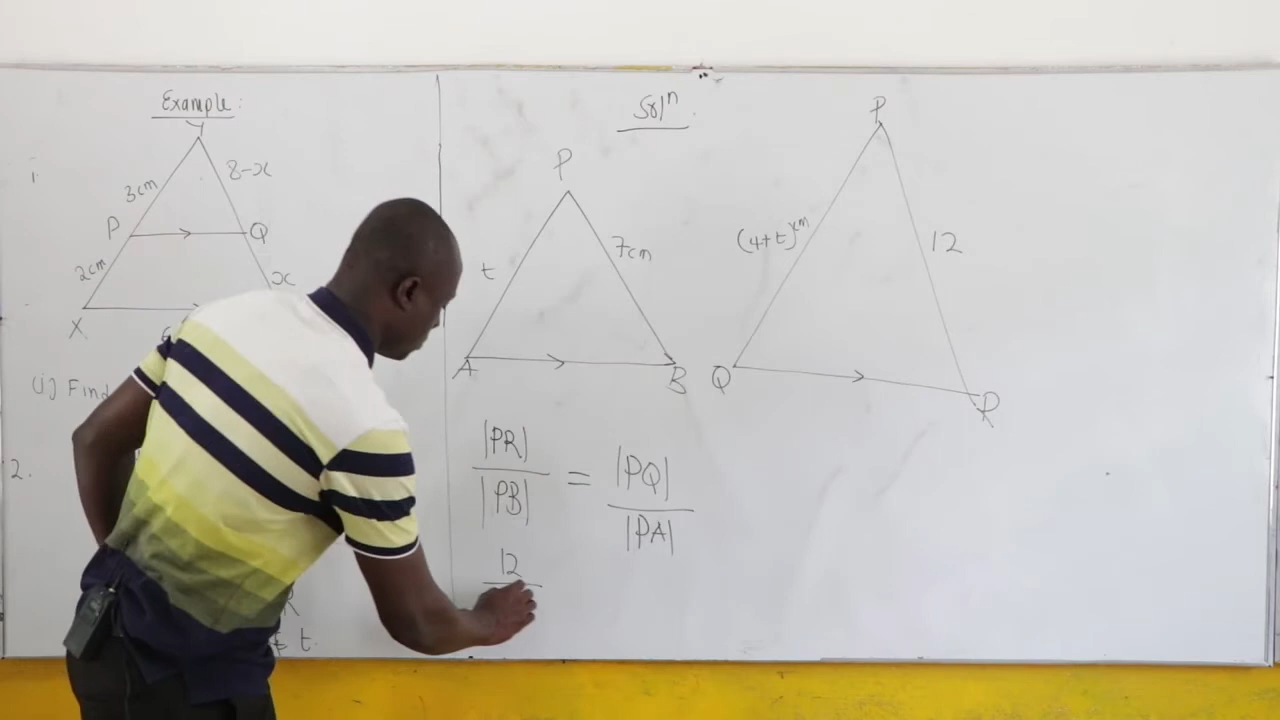 Example:
1.
Y
3cm
8-x
P
Q
2cm
x
X
(i) Find
2.
R
t.
Solⁿ.
P
t
7cm
A
B
P
(4+t)cm
12
Q
R
|PR|
|PB|
=
|PQ|
|PA|
12